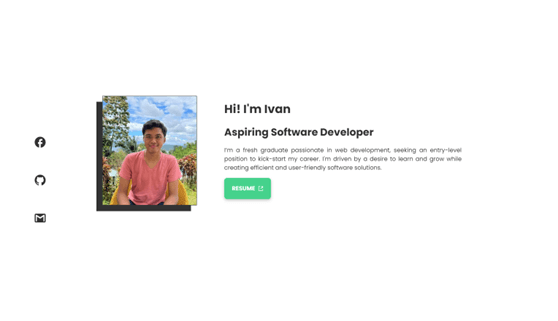 Hi! I'm Ivan
Aspiring Software Developer
I'm a fresh graduate passionate in web development, seeking an entry-level
position to kick-start my career. I'm driven by a desire to learn and grow while
creating efficient and user-friendly software solutions.
RESUME